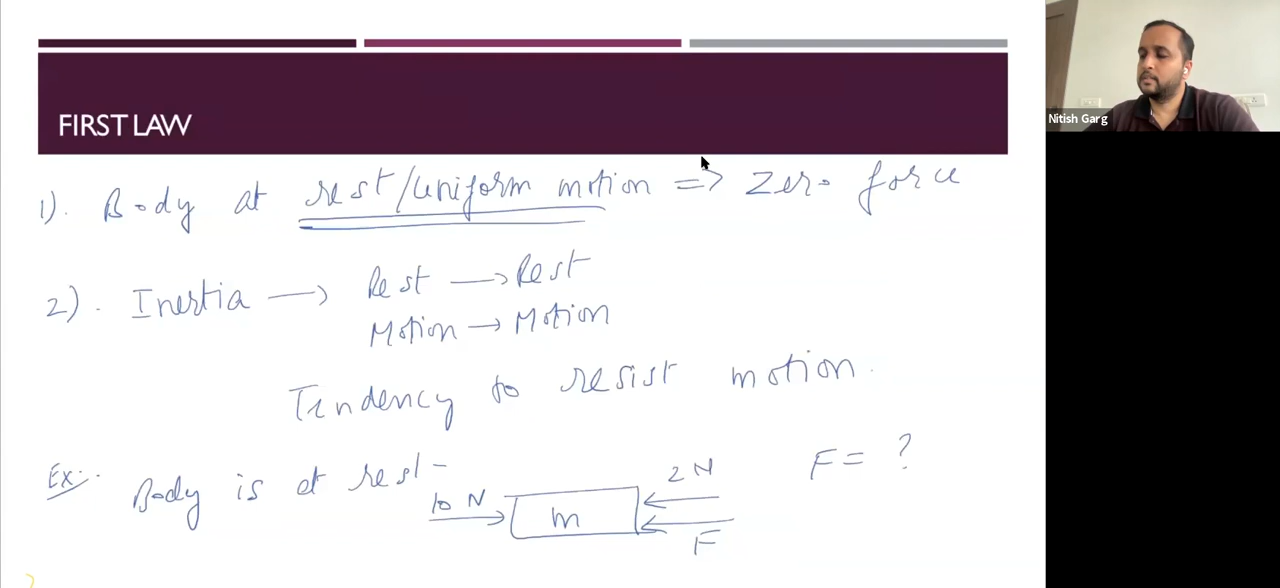 FIRST LAW
Nitish Garg
1). Body at rest/uniform motion => Zero force
2). Inertia → Rest → Rest
Motion → Motion
Tendency to resist motion.
Ex:- Body is at rest -
10 N m 2 N F F = ?